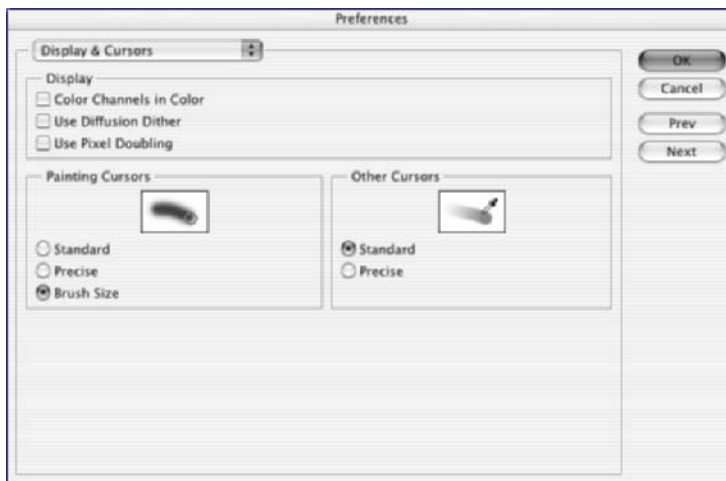 Preferences
Display & Cursors
Display
Color Channels in Color
Use Diffusion Dither
Use Pixel Doubling
Painting Cursors
Standard
Precise
Brush Size
Other Cursors
Standard
Precise
OK
Cancel
Prev
Next